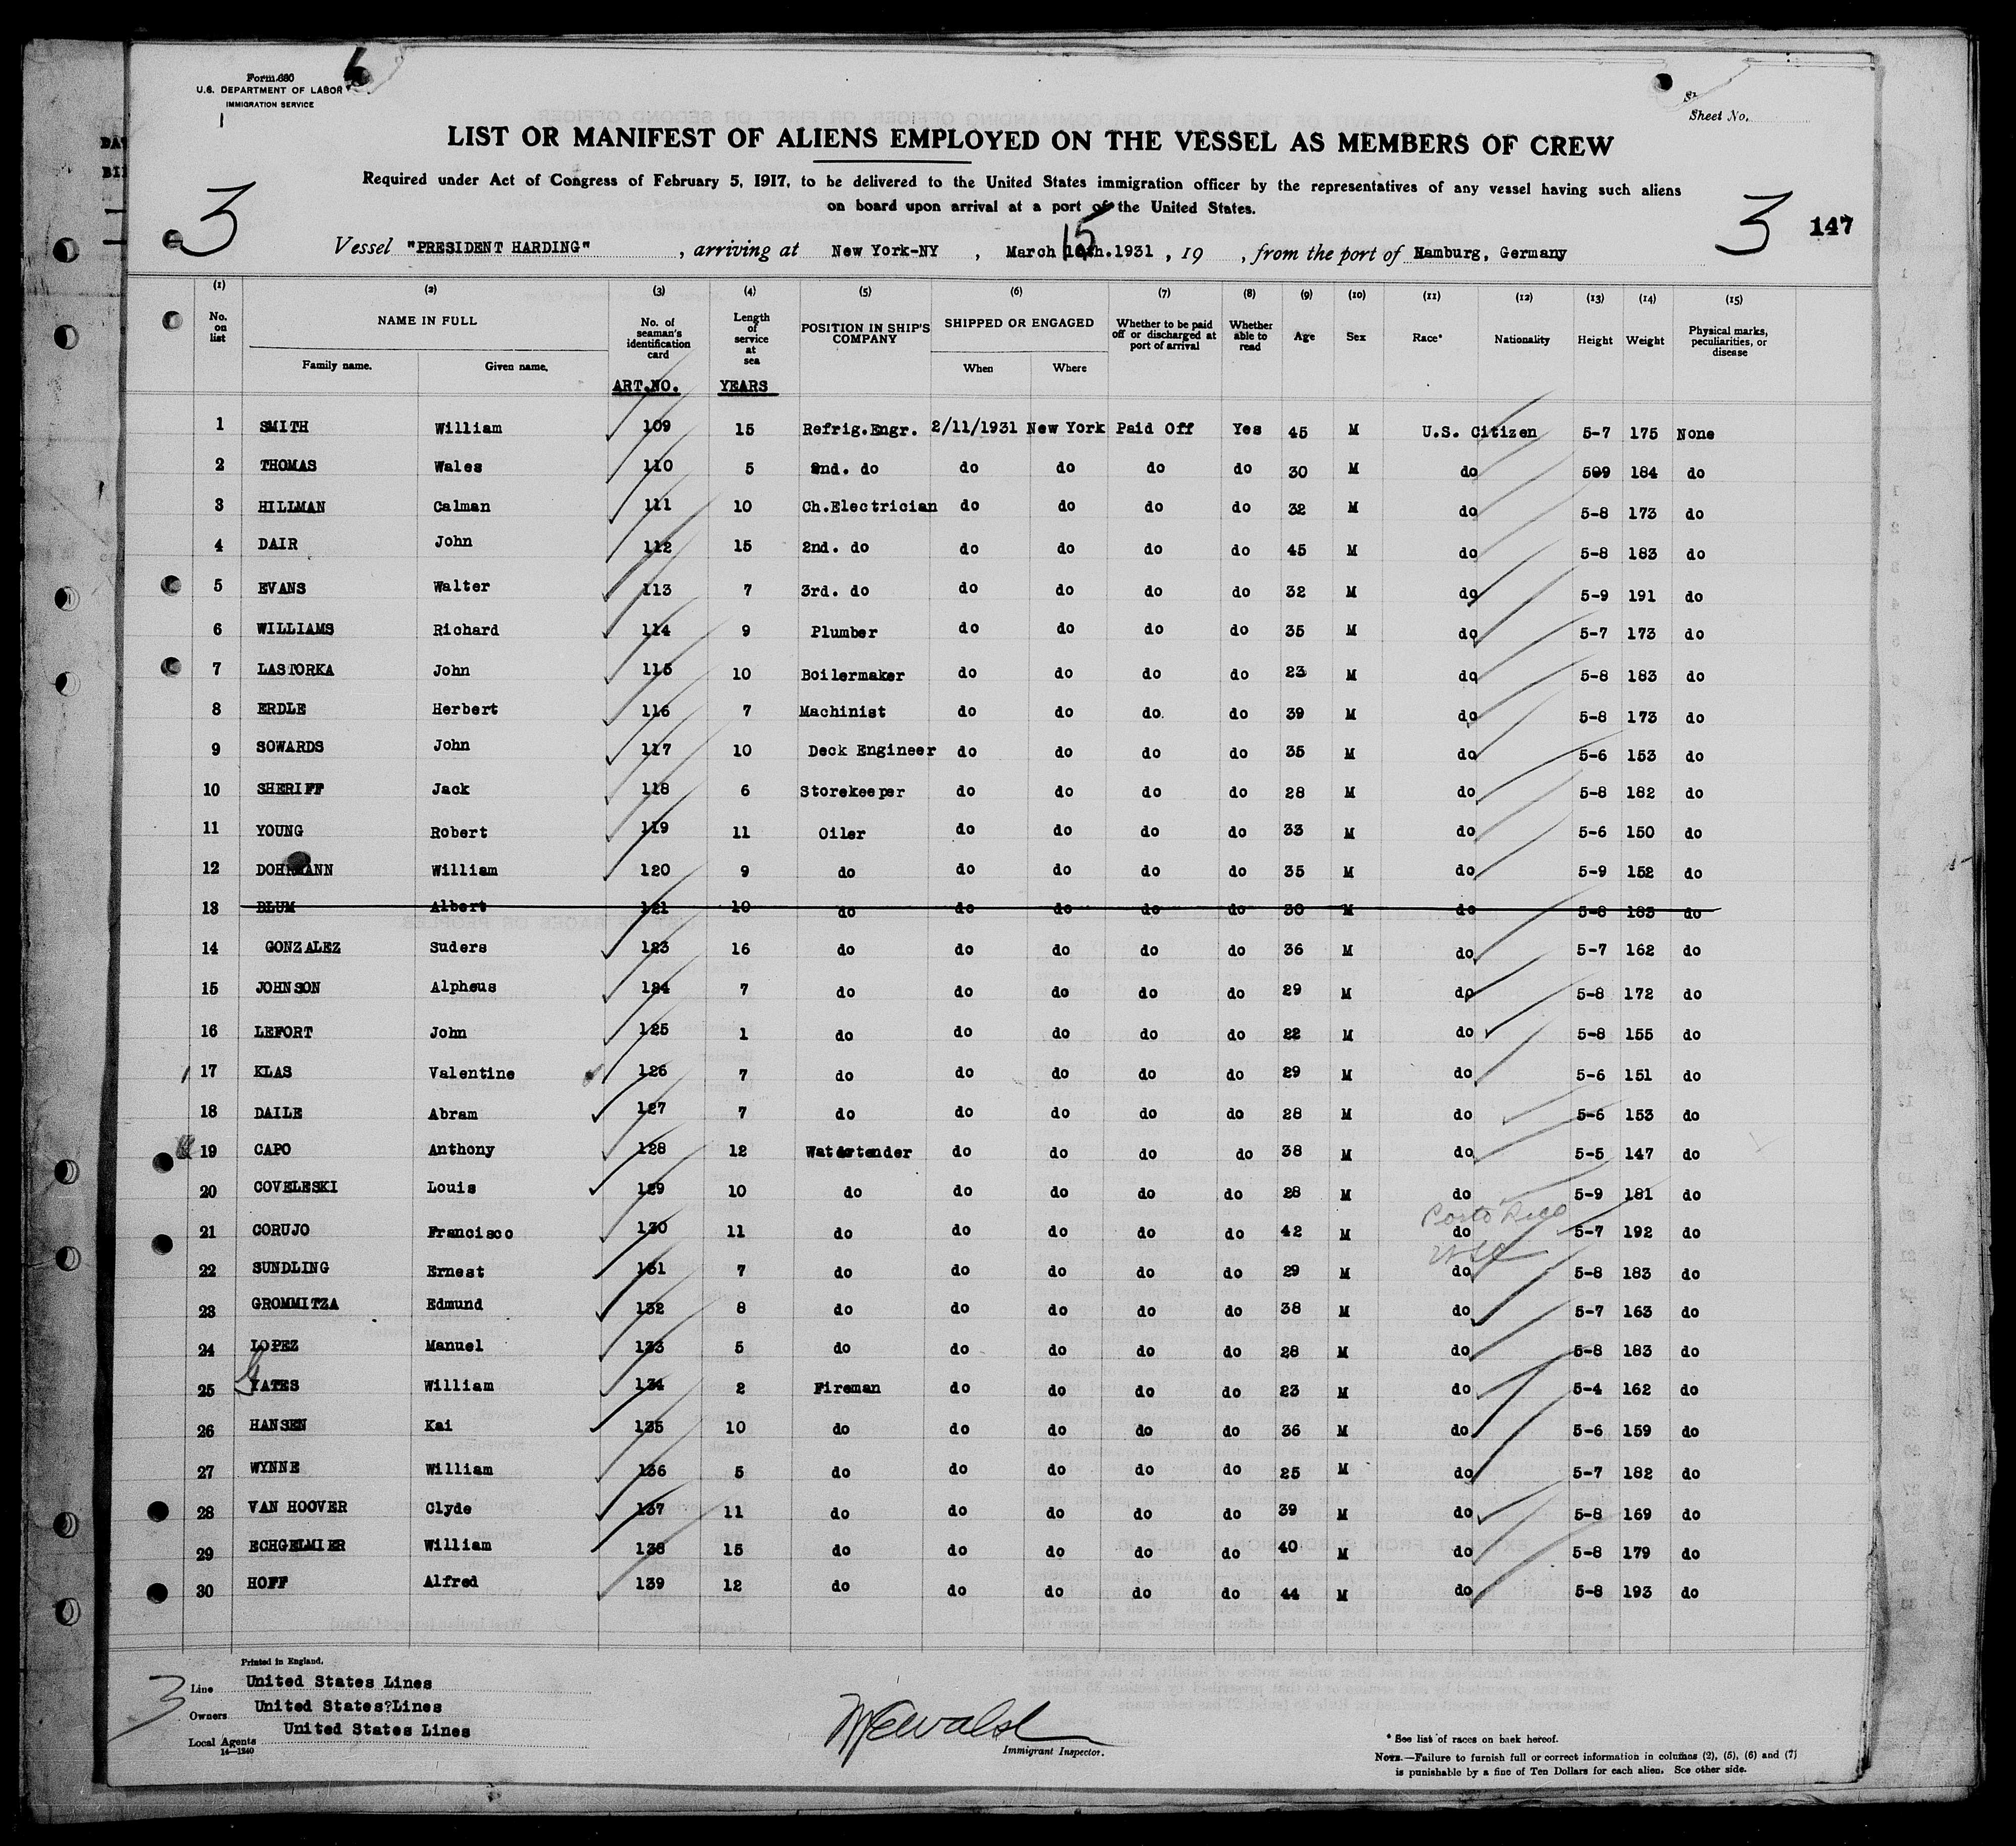 Form 680
U.S. DEPARTMENT OF LABOR
IMMIGRATION SERVICE
Sheet No.
LIST OR MANIFEST OF ALIENS EMPLOYED ON THE VESSEL AS MEMBERS OF CREW
Required under Act of Congress of February 5, 1917, to be delivered to the United States immigration officer by the representatives of any vessel having such aliens
on board upon arrival at a port of the United States.
3 3 147
Vessel "PRESIDENT HARDING" , arriving at New York-NY , March 15th.1931 , 19 , from the port of Hamburg, Germany
(1) (2) (3) (4) (5) (6) (7) (8) (9) (10) (11) (12) (13) (14) (15)
No. on list NAME IN FULL Family name. Given name. No. of seaman's identification card Length of service at sea POSITION IN SHIP'S COMPANY SHIPPED OR ENGAGED When Where Whether to be paid off or discharged at port of arrival Whether able to read Age Sex Race* Nationality Height Weight Physical marks, peculiarities, or disease
ART.NO. YEARS
1 SMITH William 109 15 Refrig.Engr. 2/11/1931 New York Paid Off Yes 45 M U.S. Citizen 5-7 175 None
2 THOMAS Wales 110 5 2nd. do do do do do 30 M do 599 184 do
3 HILLMAN Calman 111 10 Ch.Electrician do do do do 32 M do 5-8 173 do
4 DAIR John 112 15 2nd. do do do do do 45 M do 5-8 183 do
5 EVANS Walter 113 7 3rd. do do do do do 32 M do 5-9 191 do
6 WILLIAMS Richard 114 9 Plumber do do do do 35 M do 5-7 173 do
7 LASTORKA John 115 10 Boilermaker do do do do 23 M do 5-8 183 do
8 ERDLE Herbert 116 7 Machinist do do do. do 39 M do 5-8 173 do
9 SOWARDS John 117 10 Deck Engineer do do do do 35 M do 5-6 153 do
10 SHERIFF Jack 118 6 Storekeeper do do do do 28 M do 5-8 182 do
11 YOUNG Robert 119 11 Oiler do do do do 33 M do 5-6 150 do
12 DOHRMANN William 120 9 do do do do do 35 M do 5-9 152 do
13 BLUM Albert 121 10 do do do do do 30 M do 5-8 183 do
14 GONZALEZ Suders 123 16 do do do do do 36 M do 5-7 162 do
15 JOHNSON Alpheus 124 7 do do do do do 29 M do 5-8 172 do
16 LEFORT John 125 1 do do do do do 22 M do 5-8 155 do
17 KLAS Valentine 126 7 do do do do do 29 M do 5-6 151 do
18 DAILE Abram 127 7 do do do do do 28 M do 5-6 153 do
19 CAPO Anthony 128 12 Watertender do do do do 38 M do 5-5 147 do
20 COVELESKI Louis 129 10 do do do do do 28 M do 5-9 181 do
Porto Rico
21 CORUJO Francisco 130 11 do do do do do 42 M do 5-7 192 do
USA
22 SUNDLING Ernest 131 7 do do do do do 29 M do 5-8 183 do
23 GROMMITZA Edmund 132 8 do do do do do 38 M do 5-7 163 do
24 LOPEZ Manuel 133 5 do do do do do 28 M do 5-8 183 do
25 YATES William 134 2 Fireman do do do do 23 M do 5-4 162 do
26 HANSEN Kai 135 10 do do do do do 36 M do 5-6 159 do
27 WYNNE William 136 5 do do do do do 25 M do 5-7 182 do
28 VAN HOOVER Clyde 137 11 do do do do do 39 M do 5-8 169 do
29 ECHGELMIER William 138 15 do do do do do 40 M do 5-8 179 do
30 HOFF Alfred 139 12 do do do do do 44 M do 5-8 193 do
Printed in England.
3 Line United States Lines
Owners United States?Lines
Local Agents United States Lines
14—1240
Immigrant Inspector.
* See list of races on back hereof.
NOTE.—Failure to furnish full or correct information in columns (2), (5), (6) and (7)
is punishable by a fine of Ten Dollars for each alien. See other side.